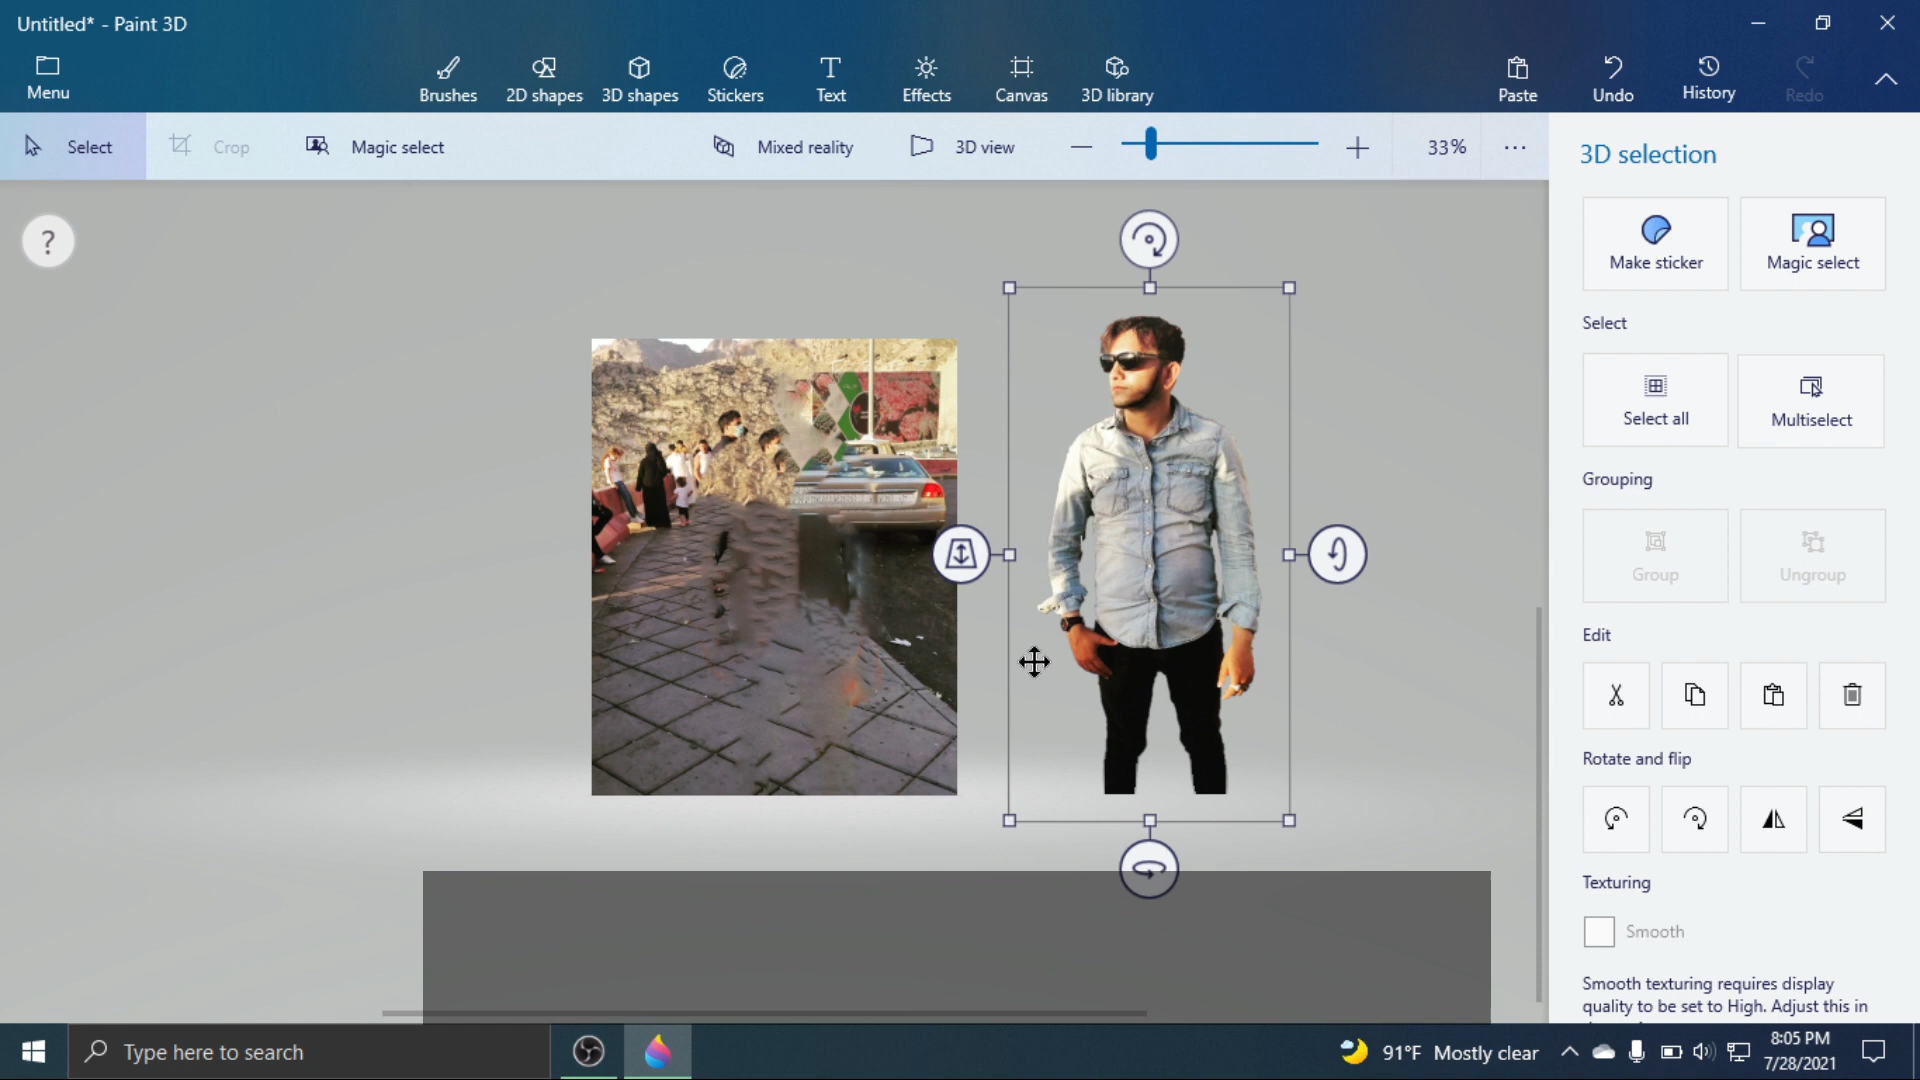 Untitled* - Paint 3D
Menu
Brushes
2D shapes
3D shapes
Stickers
Text
Effects
Canvas
3D library
Paste
Undo
History
Redo
Select
Crop
Magic select
Mixed reality
3D view
33%
3D selection
?
Make sticker
Magic select
Select
Select all
Multiselect
Grouping
Group
Ungroup
Edit
Rotate and flip
Texturing
Smooth
Smooth texturing requires display
quality to be set to High. Adjust this in
Type here to search
91°F Mostly clear
8:05 PM
7/28/2021